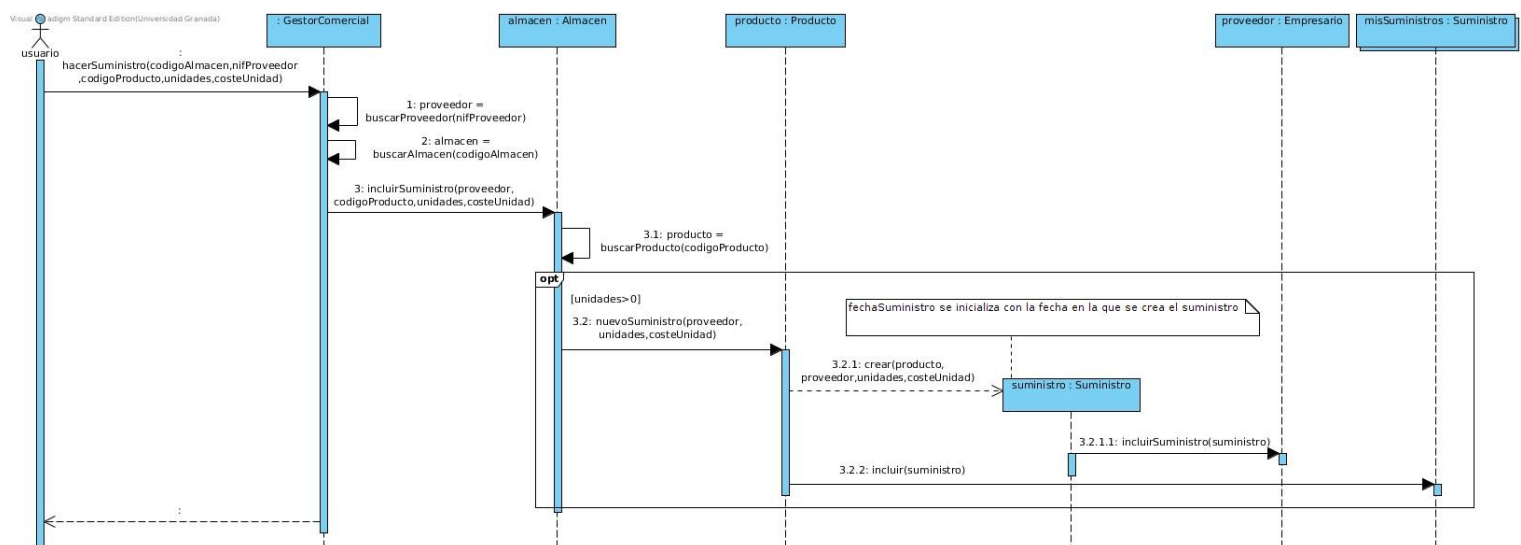 Visual Paradigm Standard Edition(Universidad Granada)
usuario
: GestorComercial
almacen : Almacen
producto : Producto
proveedor : Empresario
misSuministros : Suministro
:
hacerSuministro(codigoAlmacen,nifProveedor
,codigoProducto,unidades,costeUnidad)
1: proveedor =
buscarProveedor(nifProveedor)
2: almacen =
buscarAlmacen(codigoAlmacen)
3: incluirSuministro(proveedor,
codigoProducto,unidades,costeUnidad)
3.1: producto =
buscarProducto(codigoProducto)
opt
[unidades>0]
3.2: nuevoSuministro(proveedor,
unidades,costeUnidad)
fechaSuministro se inicializa con la fecha en la que se crea el suministro
3.2.1: crear(producto,
proveedor,unidades,costeUnidad)
suministro : Suministro
3.2.1.1: incluirSuministro(suministro)
3.2.2: incluir(suministro)
: